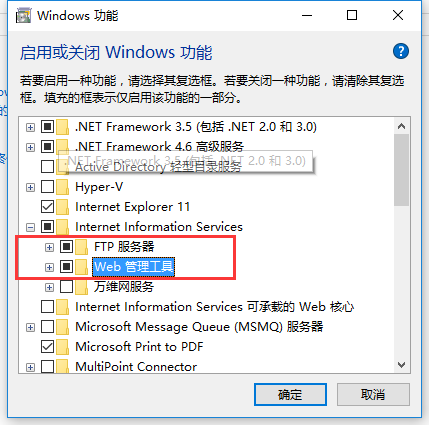 Windows 功能
启用或关闭 Windows 功能
若要启用一种功能，请选择其复选框。若要关闭一种功能，请清除其复选
框。填充的框表示仅启用该功能的一部分。
.NET Framework 3.5 (包括 .NET 2.0 和 3.0)
.NET Framework 4.6 高级服务
.NET Framework 3.5 (包括 .NET 2.0 和 3.0)
Active Directory 轻型目录服务
Hyper-V
Internet Explorer 11
Internet Information Services
FTP 服务器
Web 管理工具
万维网服务
Internet Information Services 可承载的 Web 核心
Microsoft Message Queue (MSMQ) 服务器
Microsoft Print to PDF
MultiPoint Connector
确定
取消